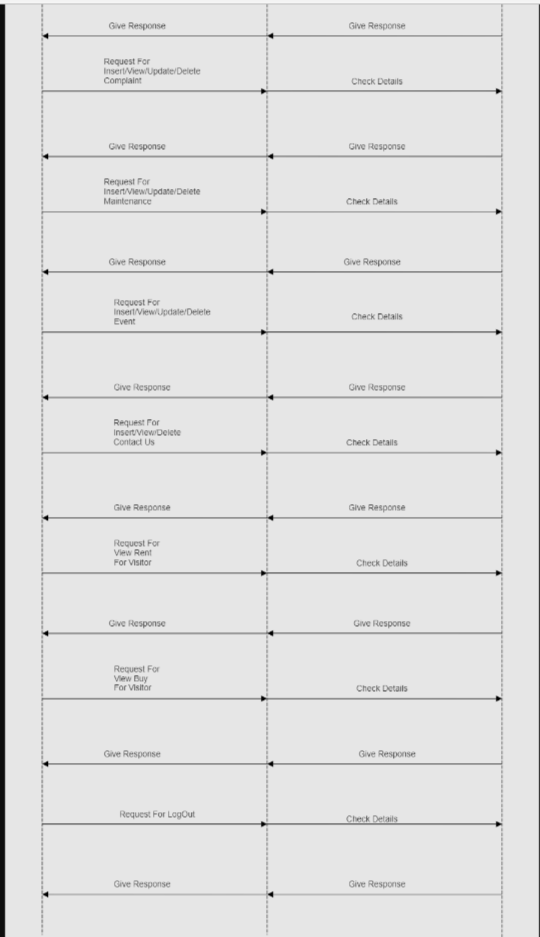 Give Response
Give Response
Request For
Insert/View/Update/Delete
Complaint
Check Details
Give Response
Give Response
Request For
Insert/View/Update/Delete
Maintenance
Check Details
Give Response
Give Response
Request For
Insert/View/Update/Delete
Event
Check Details
Give Response
Give Response
Request For
Insert/View/Delete
Contact Us
Check Details
Give Response
Give Response
Request For
View Rent
For Visitor
Check Details
Give Response
Give Response
Request For
View Buy
For Visitor
Check Details
Give Response
Give Response
Request For LogOut
Check Details
Give Response
Give Response